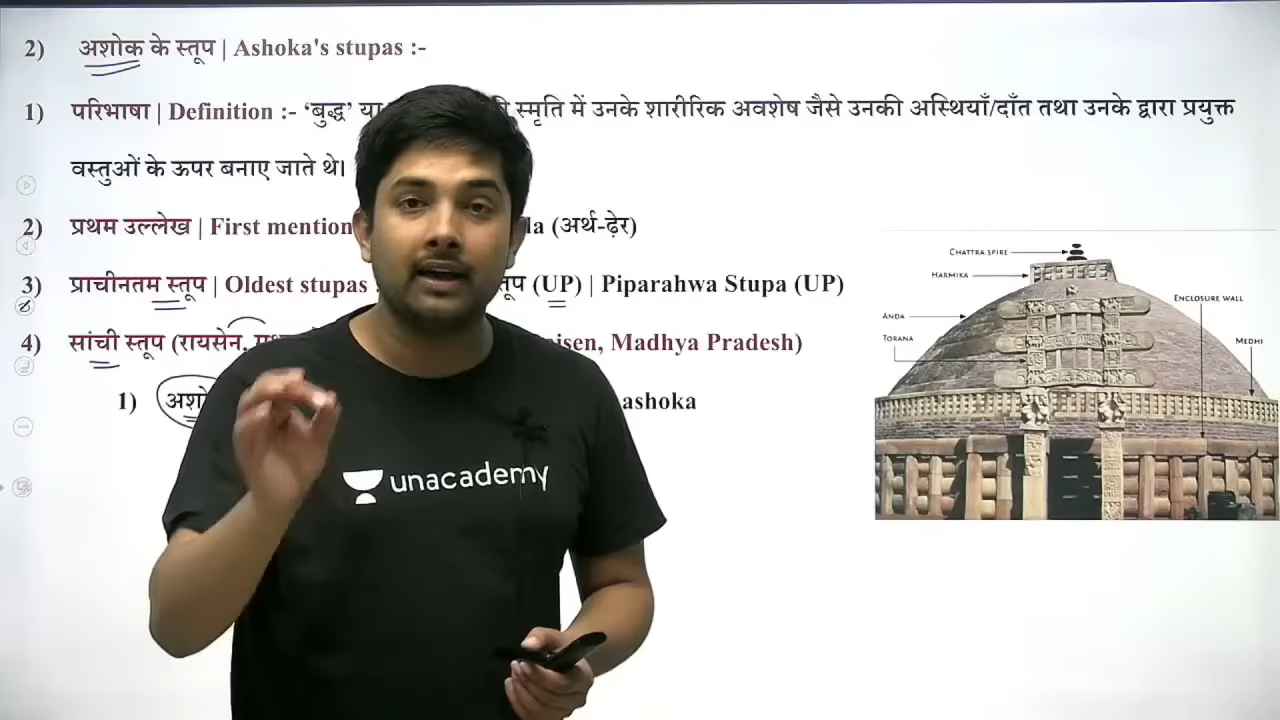 2) अशोक के स्तूप | Ashoka's stupas :-
1) परिभाषा | Definition :- ‘बुद्ध’ या स्मृति में उनके शारीरिक अवशेष जैसे उनकी अस्थियाँ/दाँत तथा उनके द्वारा प्रयुक्त
वस्तुओं के ऊपर बनाए जाते थे।
2) प्रथम उल्लेख | First mention (अर्थ-ढ़ेर)
3) प्राचीनतम स्तूप | Oldest stupas स्तूप (UP) | Piparahwa Stupa (UP)
4) सांची स्तूप (रायसेन, Madhya Pradesh)
1) ashoka
CHATTRA SPIRE
HARMIKA
ENCLOSURE WALL
ANDA
TORANA
MEDHI
unacademy